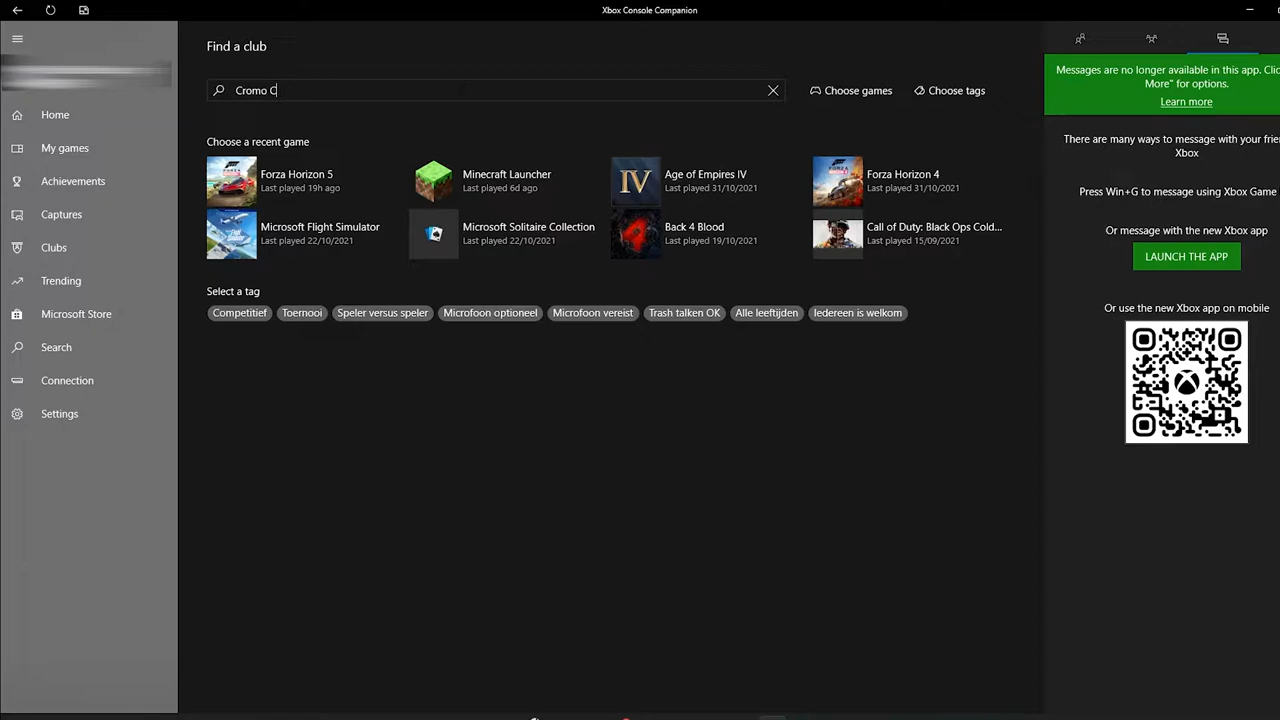 Xbox Console Companion
Home
My games
Achievements
Captures
Clubs
Trending
Microsoft Store
Search
Connection
Settings
Find a club
Cromo C
Choose games
Choose tags
Choose a recent game
Forza Horizon 5
Last played 19h ago
Minecraft Launcher
Last played 6d ago
IV
Age of Empires IV
Last played 31/10/2021
Forza Horizon 4
Last played 31/10/2021
Microsoft Flight Simulator
Last played 22/10/2021
Microsoft Solitaire Collection
Last played 22/10/2021
Back 4 Blood
Last played 19/10/2021
Call of Duty: Black Ops Cold...
Last played 15/09/2021
Select a tag
Competitief
Toernooi
Speler versus speler
Microfoon optioneel
Microfoon vereist
Trash talken OK
Alle leeftijden
Iedereen is welkom
Messages are no longer available in this app. Clic
More" for options.
Learn more
There are many ways to message with your frie
Xbox
Press Win+G to message using Xbox Game
Or message with the new Xbox app
LAUNCH THE APP
Or use the new Xbox app on mobile